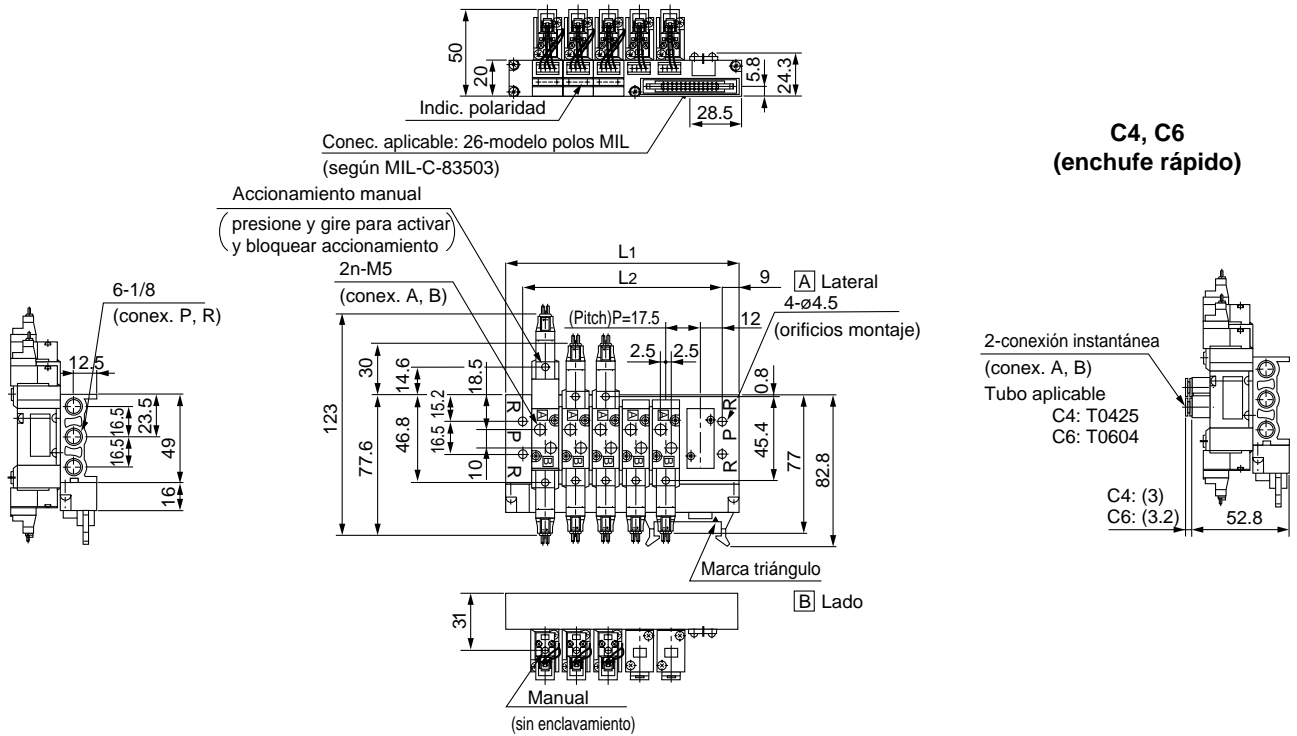 50
20
5.8
24.3
28.5
Indic. polaridad
Conec. aplicable: 26-modelo polos MIL
(según MIL-C-83503)
C4, C6
(enchufe rápido)
Accionamiento manual
(presione y gire para activar
y bloquear accionamiento)
2n-M5
(conex. A, B)
L1
L2
9
A Lateral
4-ø4.5
(orificios montaje)
(Pitch)P=17.5
12
2.5
2.5
0.8
6-1/8
(conex. P, R)
12.5
16.5
16.5
23.5
49
16
123
30
14.6
18.5
77.6
46.8
15.2
16.5
10
R
P
R
A
A
A
A
A
B
B
B
B
B
R
P
R
45.4
77
82.8
Marca triángulo
B Lado
2-conexión instantánea
(conex. A, B)
Tubo aplicable
C4: T0425
C6: T0604
C4: (3)
C6: (3.2)
52.8
31
Manual
(sin enclavamiento)